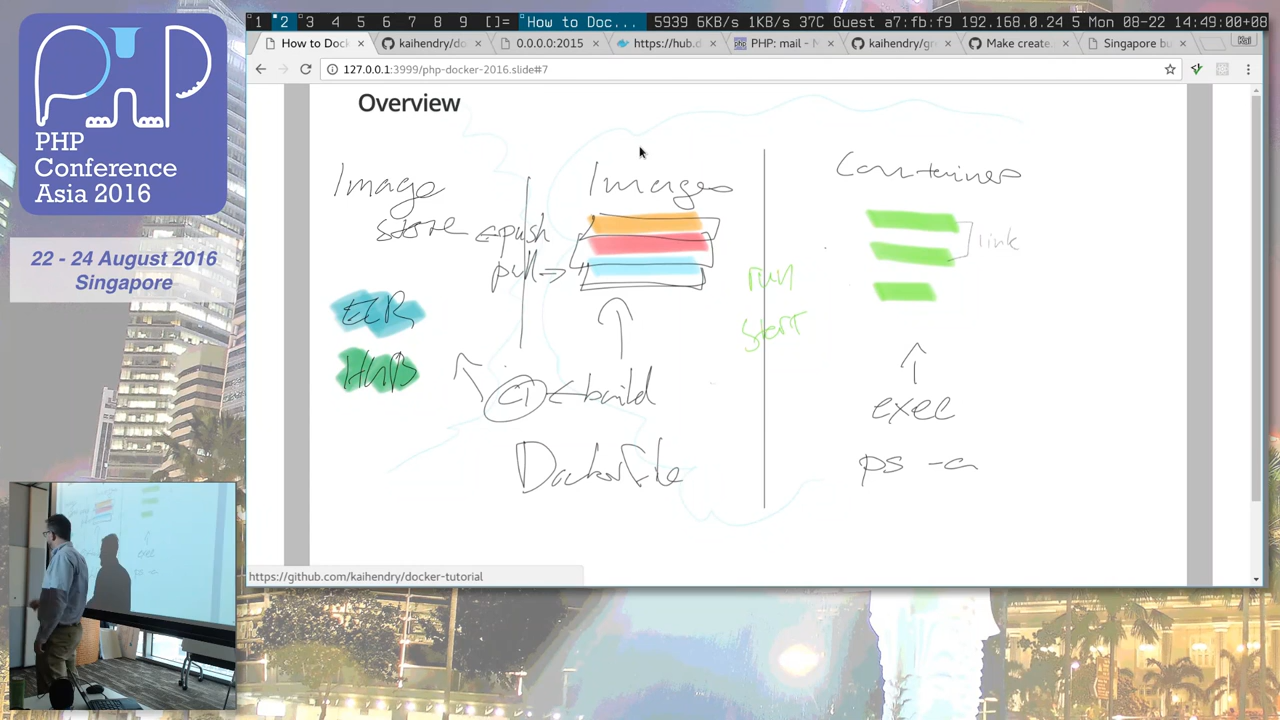 PHP
Conference
Asia 2016
22 - 24 August 2016
Singapore
1 2 3 4 5 6 7 8 9 []= How to Doc... 5939 6KB/s 1KB/s 37C Guest a7:fb:f9 192.168.0.24 5 Mon 08-22 14:49:00+08
How to Doc × kaihendry/do × 0.0.0.0:2015 × https://hub.d × PHP: mail - M × kaihendry/gr × Make create × Singapore bu × Kai
127.0.0.1:3999/php-docker-2016.slide#7
Overview
Image
store
ECR
HUB
Images
←push
pull⇒
CI ←build
Dockerfile
run
start
Containers
link
exec
ps -a
https://github.com/kaihendry/docker-tutorial